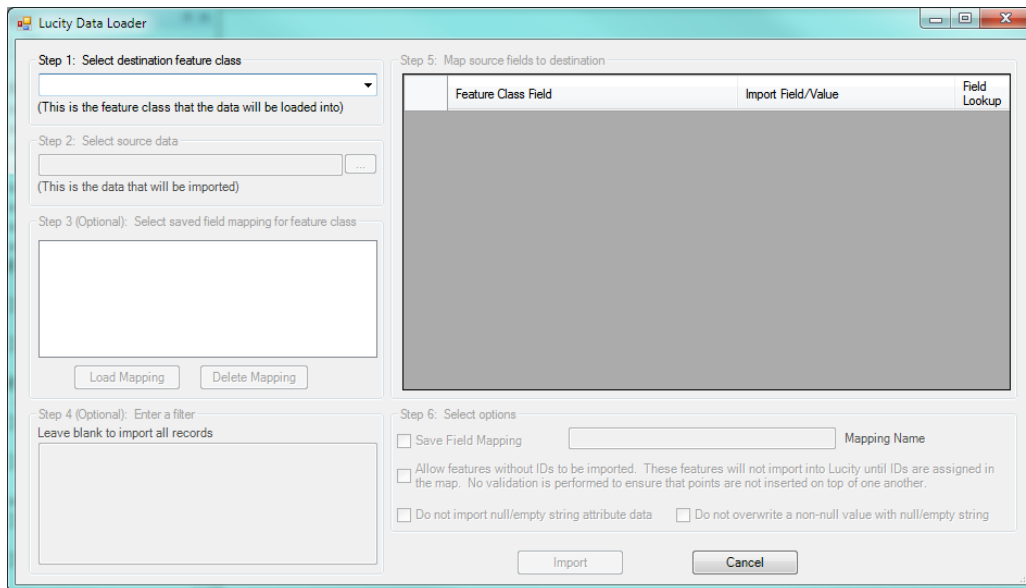 Lucity Data Loader
Step 1: Select destination feature class
(This is the feature class that the data will be loaded into)
Step 2: Select source data
...
(This is the data that will be imported)
Step 3 (Optional): Select saved field mapping for feature class
Load Mapping
Delete Mapping
Step 4 (Optional): Enter a filter
Leave blank to import all records
Step 5: Map source fields to destination
Feature Class Field
Import Field/Value
Field
Lookup
Step 6: Select options
Save Field Mapping
Mapping Name
Allow features without IDs to be imported. These features will not import into Lucity until IDs are assigned in
the map. No validation is performed to ensure that points are not inserted on top of one another.
Do not import null/empty string attribute data
Do not overwrite a non-null value with null/empty string
Import
Cancel